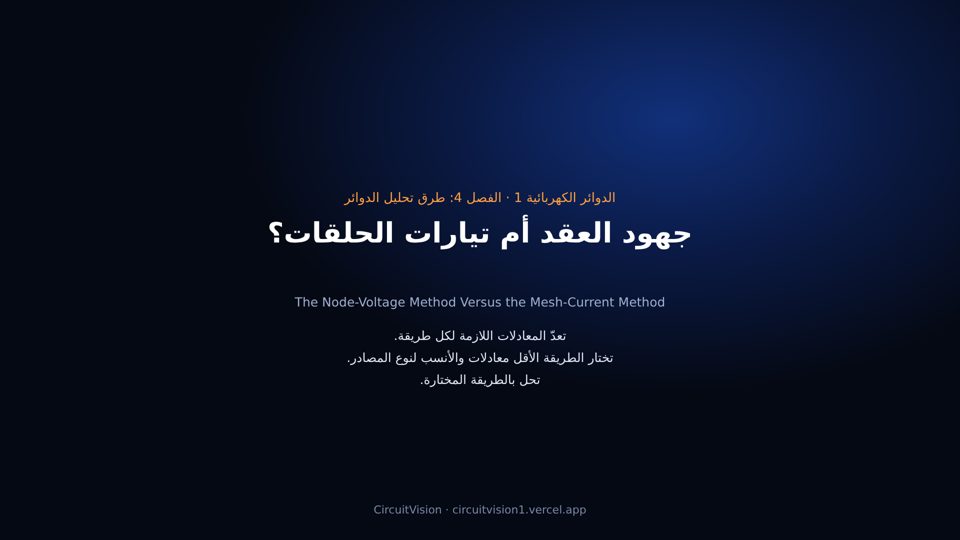 الدوائر الكهربائية 1 · الفصل 4: طرق تحليل الدوائر
جهود العقد أم تيارات الحلقات؟
The Node-Voltage Method Versus the Mesh-Current Method
تعدّ المعادلات اللازمة لكل طريقة.
تختار الطريقة الأقل معادلات والأنسب لنوع المصادر.
تحل بالطريقة المختارة.
CircuitVision · circuitvision1.vercel.app